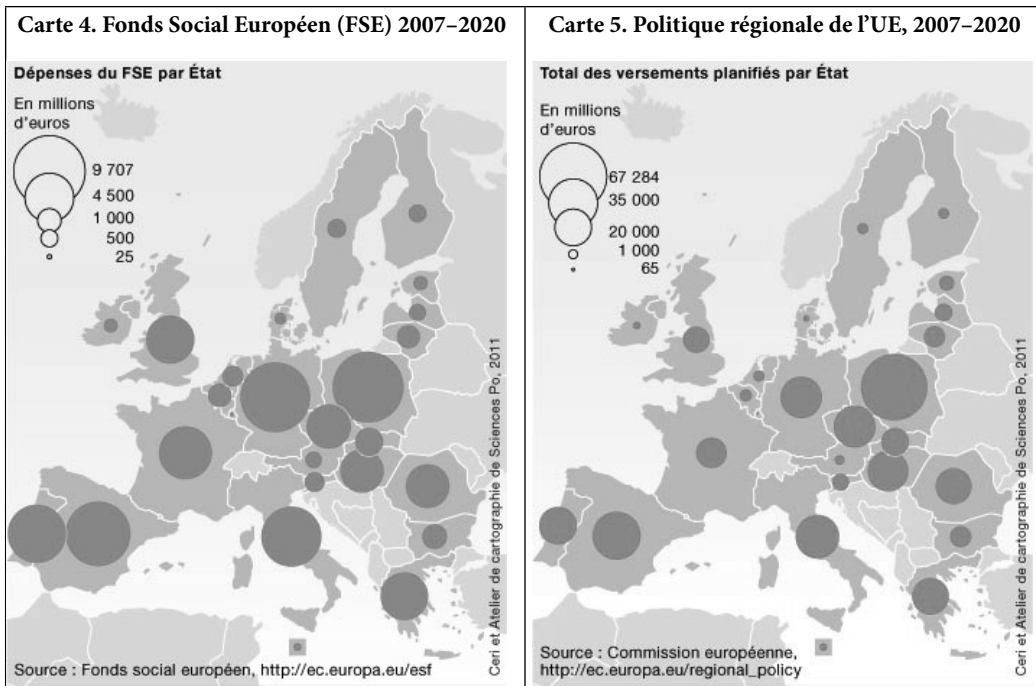 Carte 4. Fonds Social Européen (FSE) 2007–2020
Dépenses du FSE par État
En millions
d'euros
9 707
4 500
1 000
500
25
Ceri et Atelier de cartographie de Sciences Po, 2011
Source : Fonds social européen, http://ec.europa.eu/esf
Carte 5. Politique régionale de l’UE, 2007–2020
Total des versements planifiés par État
En millions
d'euros
67 284
35 000
20 000
1 000
65
Ceri et Atelier de cartographie de Sciences Po, 2011
Source : Commission européenne,
http://ec.europa.eu/regional_policy